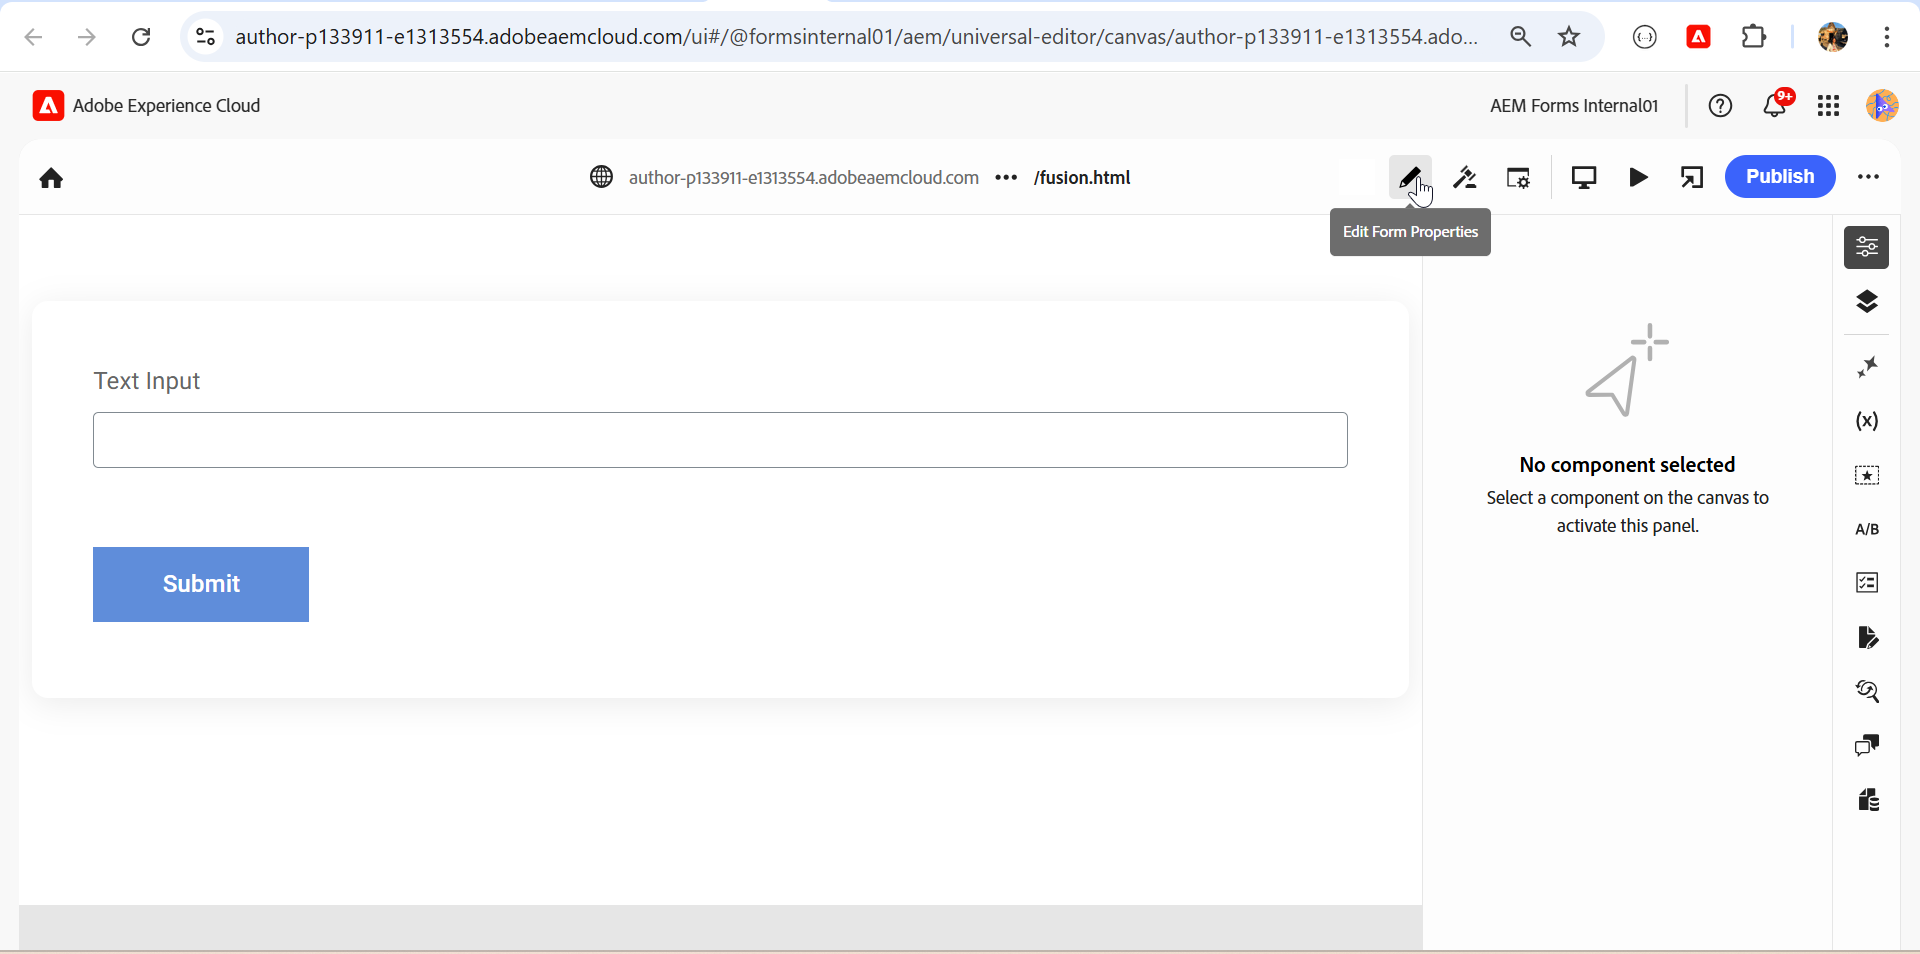 author-p133911-e1313554.adobeaemcloud.com/ui#/@formsinternal01/aem/universal-editor/canvas/author-p133911-e1313554.ado...
Adobe Experience Cloud
AEM Forms Internal01
9+
author-p133911-e1313554.adobeaemcloud.com ••• /fusion.html
Publish
Edit Form Properties
Text Input
Submit
No component selected
Select a component on the canvas to
activate this panel.
(x)
A/B